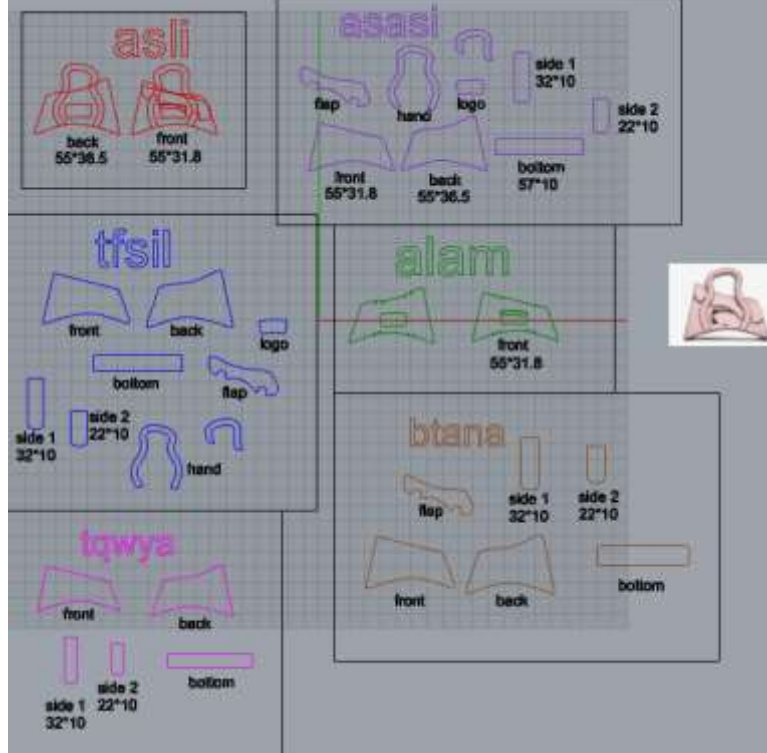 asli
back
55*36.5
front
55*31.8
asasi
flap
hand
logo
side 1
32*10
side 2
22*10
front
55*31.8
back
55*36.5
bottom
57*10
tfsil
front
back
logo
bottom
flap
side 1
32*10
side 2
22*10
hand
alam
front
55*31.8
btana
flap
side 1
32*10
side 2
22*10
front
back
bottom
tqwya
front
back
side 1
32*10
side 2
22*10
bottom